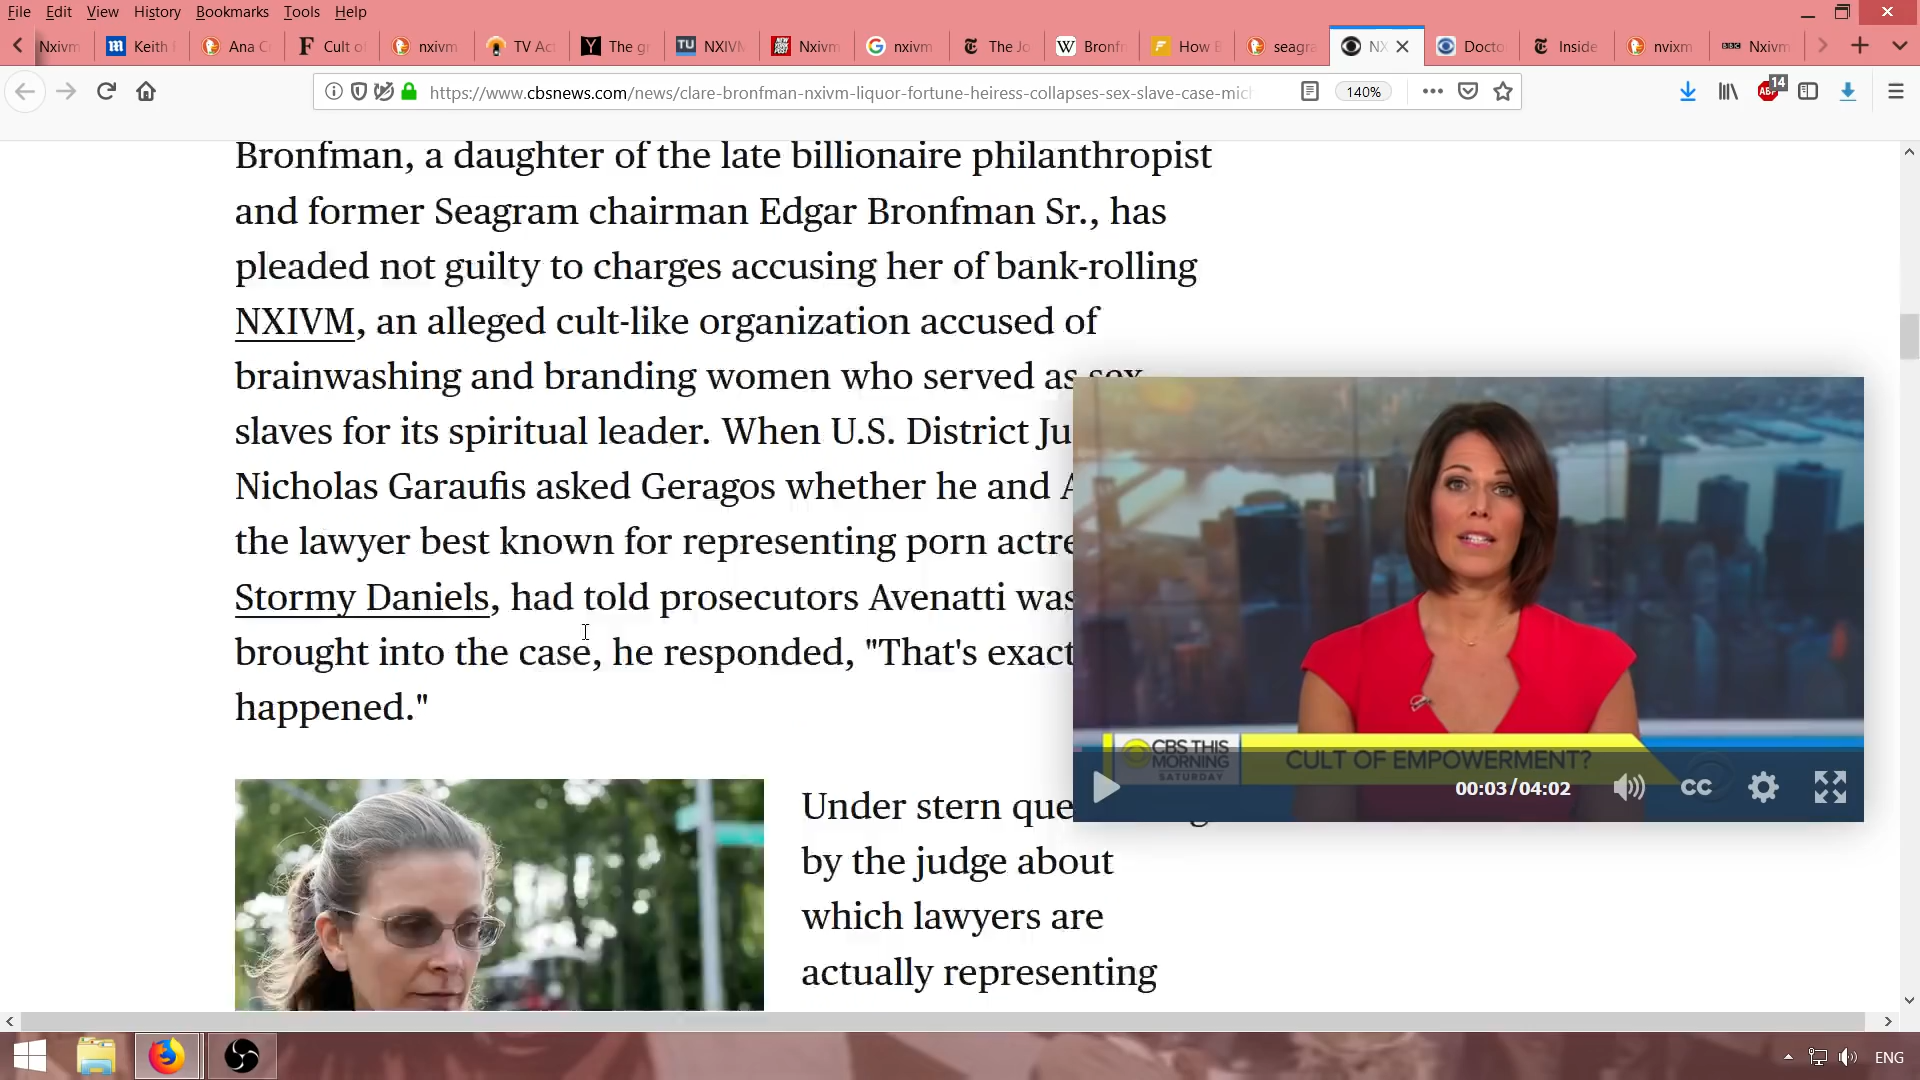 File Edit View History Bookmarks Tools Help
Nxivm Keith Ana C Cult o nxivm TV Ac The g NXIVM Nxivm nxivm The Jo Bronfr How B seagra NX Docto Inside nvixm Nxivm
https://www.cbsnews.com/news/clare-bronfman-nxivm-liquor-fortune-heiress-collapses-sex-slave-case-mic 140% ABP 14
Bronfman, a daughter of the late billionaire philanthropist
and former Seagram chairman Edgar Bronfman Sr., has
pleaded not guilty to charges accusing her of bank-rolling
NXIVM, an alleged cult-like organization accused of
brainwashing and branding women who served as sex
slaves for its spiritual leader. When U.S. District Ju
Nicholas Garaufis asked Geragos whether he and A
the lawyer best known for representing porn actre
Stormy Daniels, had told prosecutors Avenatti was
brought into the case, he responded, "That's exact
happened."
CBS THIS
MORNING
SATURDAY
CULT OF EMPOWERMENT?
00:03/04:02 CC
Under stern que
by the judge about
which lawyers are
actually representing
ENG